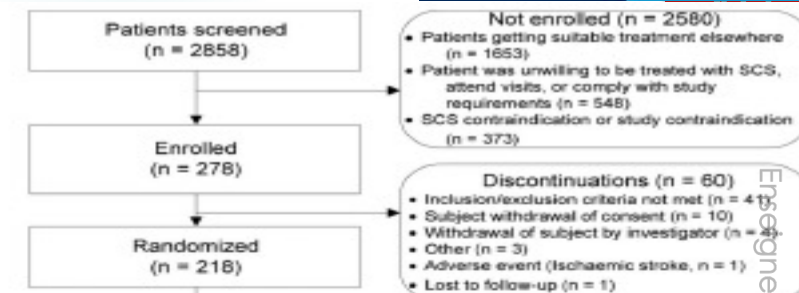 Patients screened
(n = 2858)
Not enrolled (n = 2580)
• Patients getting suitable treatment elsewhere
(n = 1653)
• Patient was unwilling to be treated with SCS,
attend visits, or comply with study
requirements (n = 548)
• SCS contraindication or study contraindication
(n = 373)
Enrolled
(n = 278)
Discontinuations (n = 60)
• Inclusion/exclusion criteria not met (n = 41)
• Subject withdrawal of consent (n = 10)
• Withdrawal of subject by investigator (n = 4)
• Other (n = 3)
• Adverse event (Ischaemic stroke, n = 1)
• Lost to follow-up (n = 1)
Randomized
(n = 218)
Enseigne